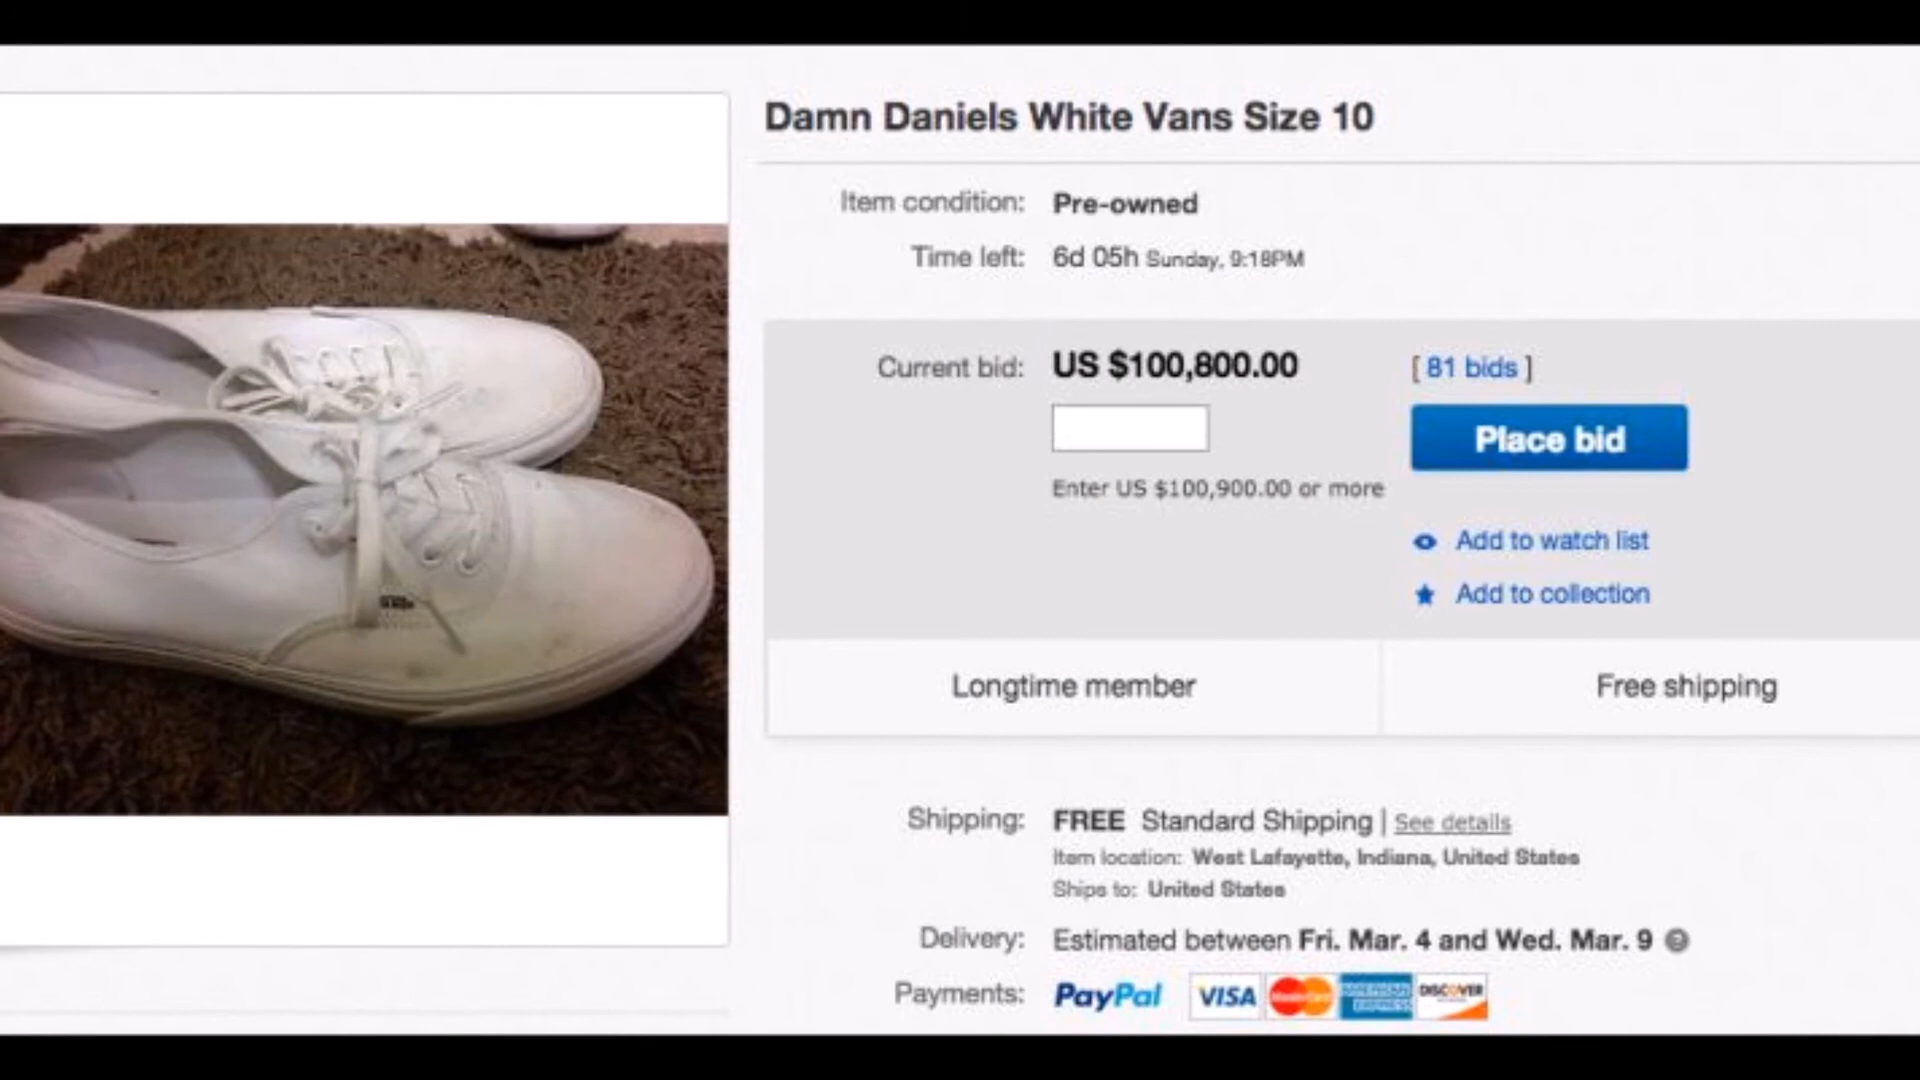 Damn Daniels White Vans Size 10
Item condition: Pre-owned
Time left: 6d 05h Sunday, 9:18PM
Current bid: US $100,800.00 [ 81 bids ]
Place bid
Enter US $100,900.00 or more
Add to watch list
Add to collection
Longtime member Free shipping
Shipping: FREE Standard Shipping | See details
Item location: West Lafayette, Indiana, United States
Ships to: United States
Delivery: Estimated between Fri. Mar. 4 and Wed. Mar. 9
Payments: PayPal VISA MasterCard AMERICAN EXPRESS DISCOVER